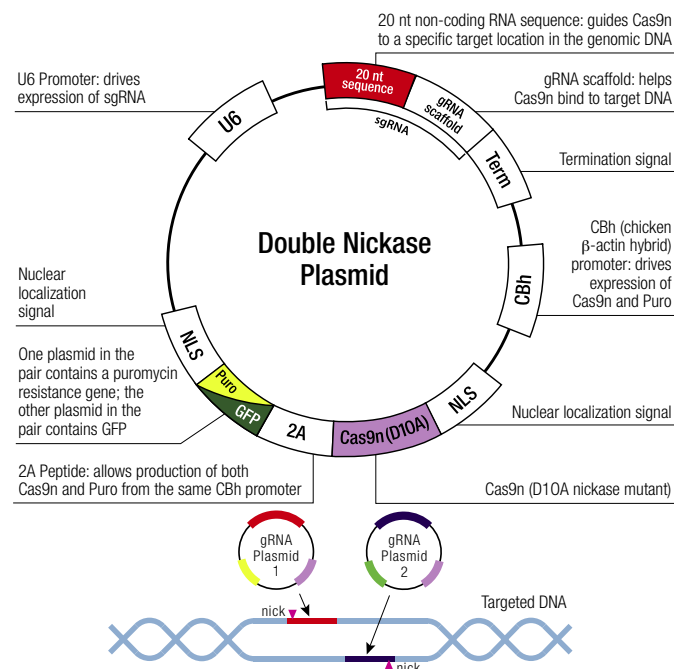 20 nt non-coding RNA sequence: guides Cas9n
to a specific target location in the genomic DNA
U6 Promoter: drives
expression of sgRNA
gRNA scaffold: helps
Cas9n bind to target DNA
20 nt
sequence
gRNA
scaffold
sgRNA
U6
Term
Termination signal
Double Nickase
Plasmid
CBh (chicken
β-actin hybrid)
promoter: drives
expression of
Cas9n and Puro
CBh
Nuclear
localization
signal
NLS
One plasmid in the
pair contains a puromycin
resistance gene; the
other plasmid in the
pair contains GFP
Puro
GFP
2A
Cas9n (D10A)
NLS
Nuclear localization signal
2A Peptide: allows production of both
Cas9n and Puro from the same CBh promoter
Cas9n (D10A nickase mutant)
gRNA
Plasmid
1
gRNA
Plasmid
2
Targeted DNA
nick
nick